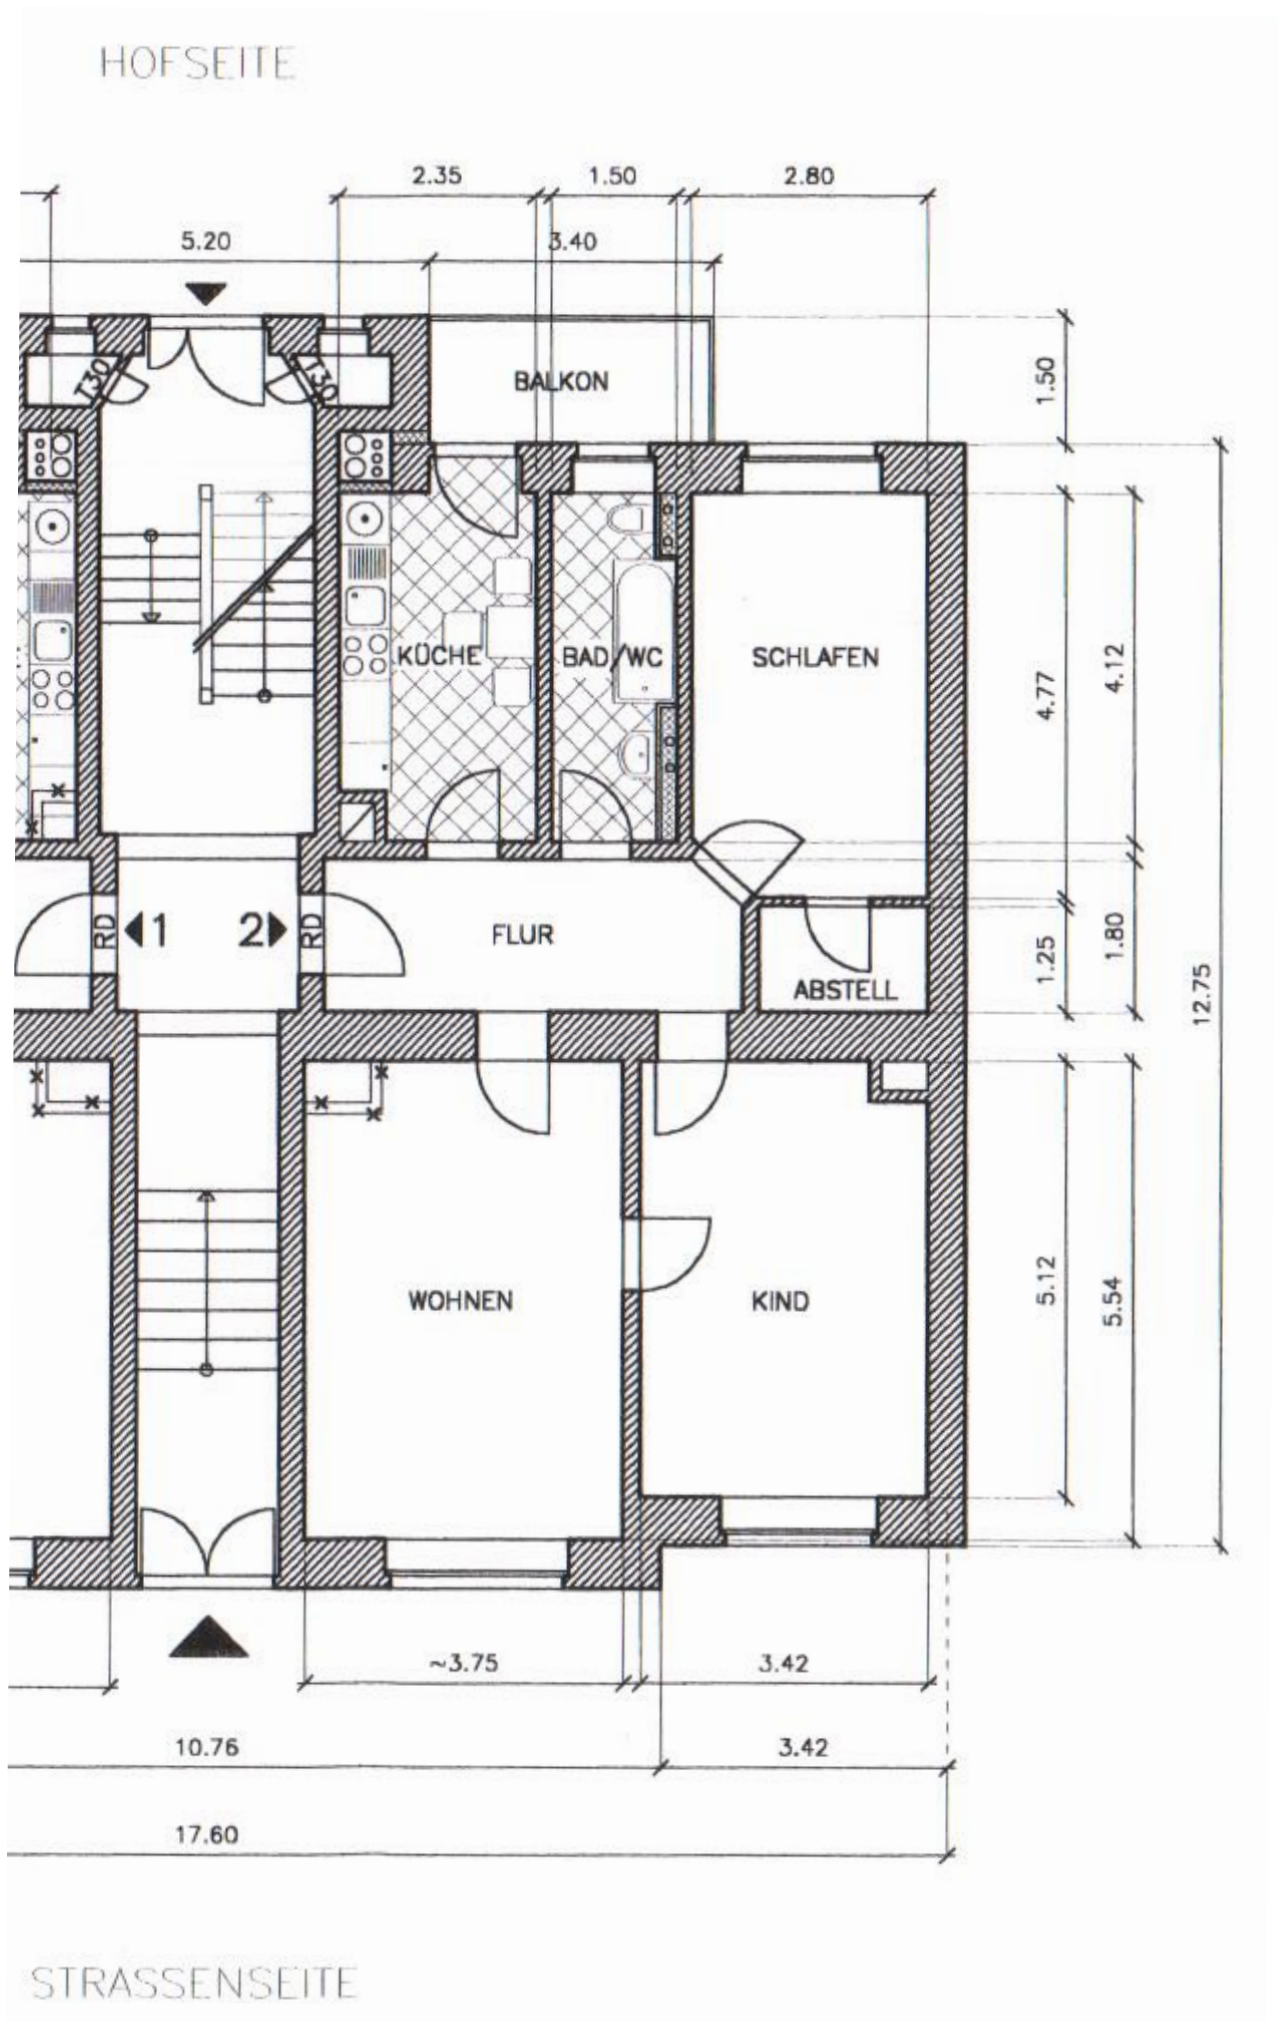 HOFSEITE
2.35
1.50
2.80
5.20
3.40
T30
T30
BALKON
1.50
KÜCHE
BAD/WC
SCHLAFEN
4.77
4.12
RD
1
2
RD
FLUR
ABSTELL
1.25
1.80
12.75
WOHNEN
KIND
5.12
5.54
~3.75
3.42
10.76
3.42
17.60
STRASSENSEITE